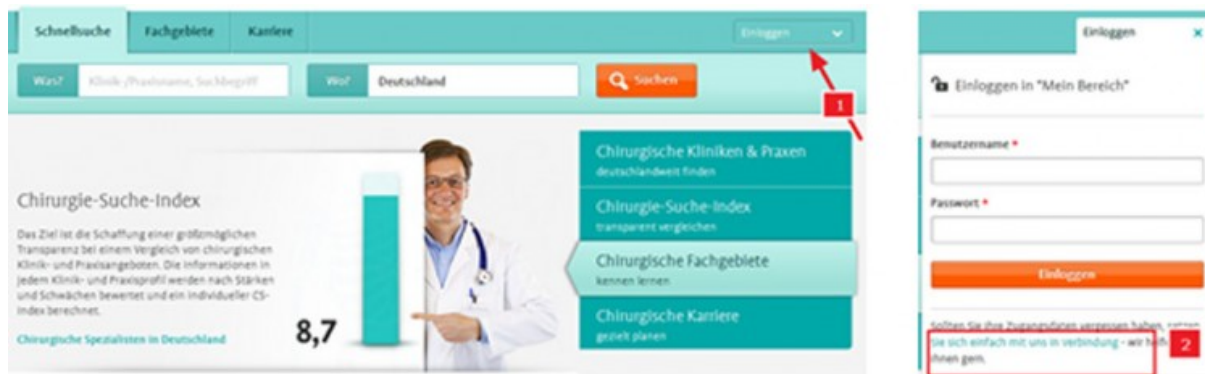 Schnellsuche Fachgebiete Karriere Einloggen
Was? Klinik-/Praxisname, Suchbegriff Wo? Deutschland Suchen
1
Chirurgie-Suche-Index
Das Ziel ist die Schaffung einer größtmöglichen
Transparenz bei einem Vergleich von chirurgischen
Klinik- und Praxisangeboten. Die Informationen in
jedem Klinik- und Praxisprofil werden nach Stärken
und Schwächen bewertet und ein individueller CS-
Index berechnet.
Chirurgische Spezialisten in Deutschland
8,7
Chirurgische Kliniken & Praxen
deutschlandweit finden
Chirurgie-Suche-Index
transparent vergleichen
Chirurgische Fachgebiete
kennen lernen
Chirurgische Karriere
gezielt planen
Einloggen x
Einloggen in "Mein Bereich"
Benutzername *
Passwort *
Einloggen
Sollten Sie ihre Zugangsdaten vergessen haben, setzen
Sie sich einfach mit uns in Verbindung - wir
2
Ihnen gern.